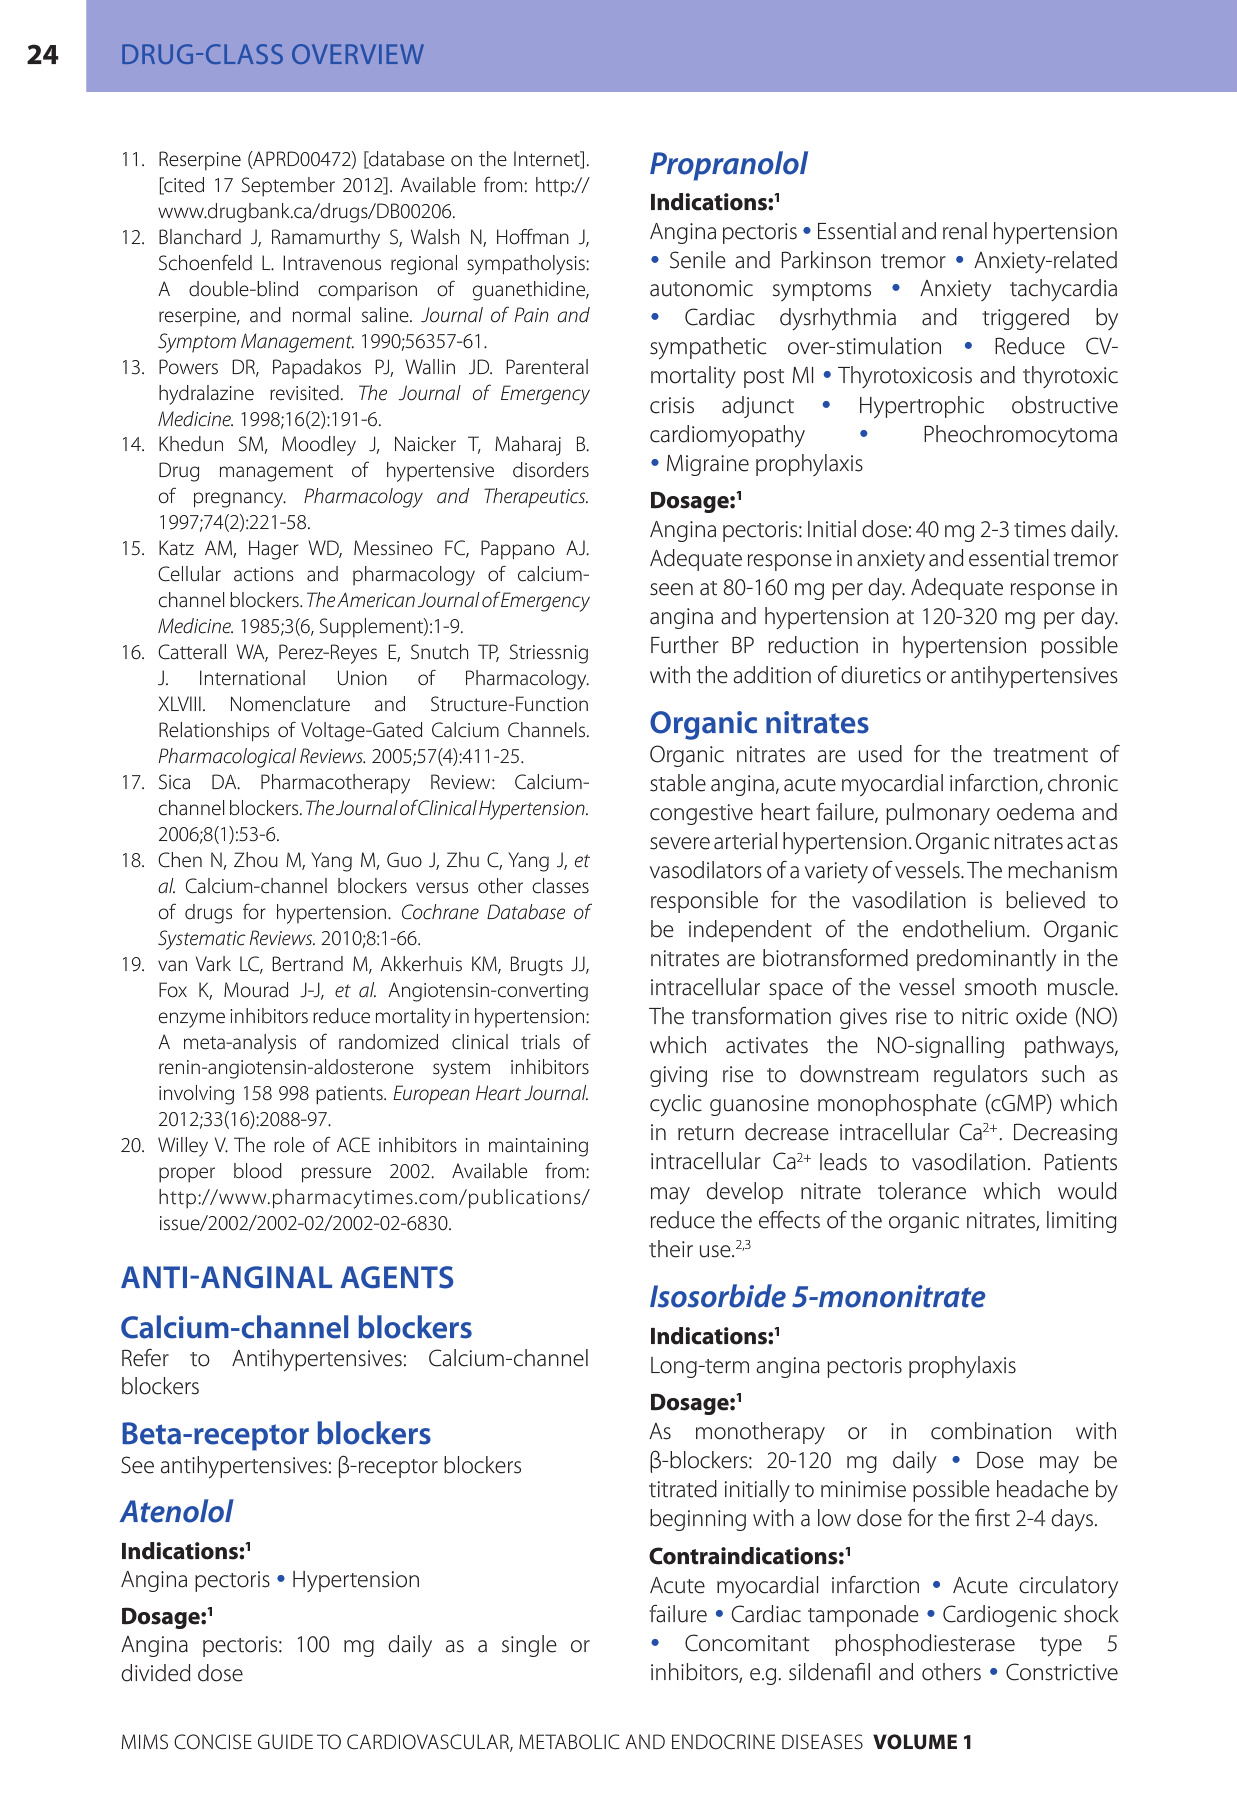 24
DRUG-CLASS OVERVIEW
11. Reserpine (APRD00472) [database on the Internet].
[cited 17 September 2012]. Available from: http://
www.drugbank.ca/drugs/DB00206.
12. Blanchard J, Ramamurthy S, Walsh N, Hoffman J,
Schoenfeld L. Intravenous regional sympatholysis:
A double-blind comparison of guanethidine,
reserpine, and normal saline. Journal of Pain and
Symptom Management. 1990;56357-61.
13. Powers DR, Papadakos PJ, Wallin JD. Parenteral
hydralazine revisited. The Journal of Emergency
Medicine. 1998;16(2):191-6.
14. Khedun SM, Moodley J, Naicker T, Maharaj B.
Drug management of hypertensive disorders
of pregnancy. Pharmacology and Therapeutics.
1997;74(2):221-58.
15. Katz AM, Hager WD, Messineo FC, Pappano AJ.
Cellular actions and pharmacology of calcium-
channel blockers. The American Journal of Emergency
Medicine. 1985;3(6, Supplement):1-9.
16. Catterall WA, Perez-Reyes E, Snutch TP, Striessnig
J. International Union of Pharmacology.
XLVIII. Nomenclature and Structure-Function
Relationships of Voltage-Gated Calcium Channels.
Pharmacological Reviews. 2005;57(4):411-25.
17. Sica DA. Pharmacotherapy Review: Calcium-
channel blockers. The Journal of Clinical Hypertension.
2006;8(1):53-6.
18. Chen N, Zhou M, Yang M, Guo J, Zhu C, Yang J, et
al. Calcium-channel blockers versus other classes
of drugs for hypertension. Cochrane Database of
Systematic Reviews. 2010;8:1-66.
19. van Vark LC, Bertrand M, Akkerhuis KM, Brugts JJ,
Fox K, Mourad J-J, et al. Angiotensin-converting
enzyme inhibitors reduce mortality in hypertension:
A meta-analysis of randomized clinical trials of
renin-angiotensin-aldosterone system inhibitors
involving 158 998 patients. European Heart Journal.
2012;33(16):2088-97.
20. Willey V. The role of ACE inhibitors in maintaining
proper blood pressure 2002. Available from:
http://www.pharmacytimes.com/publications/
issue/2002/2002-02/2002-02-6830.
ANTI-ANGINAL AGENTS
Calcium-channel blockers
Refer to Antihypertensives: Calcium-channel
blockers
Beta-receptor blockers
See antihypertensives: β-receptor blockers
Atenolol
Indications:¹
Angina pectoris • Hypertension
Dosage:¹
Angina pectoris: 100 mg daily as a single or
divided dose
Propranolol
Indications:¹
Angina pectoris • Essential and renal hypertension
• Senile and Parkinson tremor • Anxiety-related
autonomic symptoms • Anxiety tachycardia
• Cardiac dysrhythmia and triggered by
sympathetic over-stimulation • Reduce CV-
mortality post MI • Thyrotoxicosis and thyrotoxic
crisis adjunct • Hypertrophic obstructive
cardiomyopathy • Pheochromocytoma
• Migraine prophylaxis
Dosage:¹
Angina pectoris: Initial dose: 40 mg 2-3 times daily.
Adequate response in anxiety and essential tremor
seen at 80-160 mg per day. Adequate response in
angina and hypertension at 120-320 mg per day.
Further BP reduction in hypertension possible
with the addition of diuretics or antihypertensives
Organic nitrates
Organic nitrates are used for the treatment of
stable angina, acute myocardial infarction, chronic
congestive heart failure, pulmonary oedema and
severe arterial hypertension. Organic nitrates act as
vasodilators of a variety of vessels. The mechanism
responsible for the vasodilation is believed to
be independent of the endothelium. Organic
nitrates are biotransformed predominantly in the
intracellular space of the vessel smooth muscle.
The transformation gives rise to nitric oxide (NO)
which activates the NO-signalling pathways,
giving rise to downstream regulators such as
cyclic guanosine monophosphate (cGMP) which
in return decrease intracellular Ca²⁺. Decreasing
intracellular Ca²⁺ leads to vasodilation. Patients
may develop nitrate tolerance which would
reduce the effects of the organic nitrates, limiting
their use.²,³
Isosorbide 5-mononitrate
Indications:¹
Long-term angina pectoris prophylaxis
Dosage:¹
As monotherapy or in combination with
β-blockers: 20-120 mg daily • Dose may be
titrated initially to minimise possible headache by
beginning with a low dose for the first 2-4 days.
Contraindications:¹
Acute myocardial infarction • Acute circulatory
failure • Cardiac tamponade • Cardiogenic shock
• Concomitant phosphodiesterase type 5
inhibitors, e.g. sildenafil and others • Constrictive
MIMS CONCISE GUIDE TO CARDIOVASCULAR, METABOLIC AND ENDOCRINE DISEASES VOLUME 1